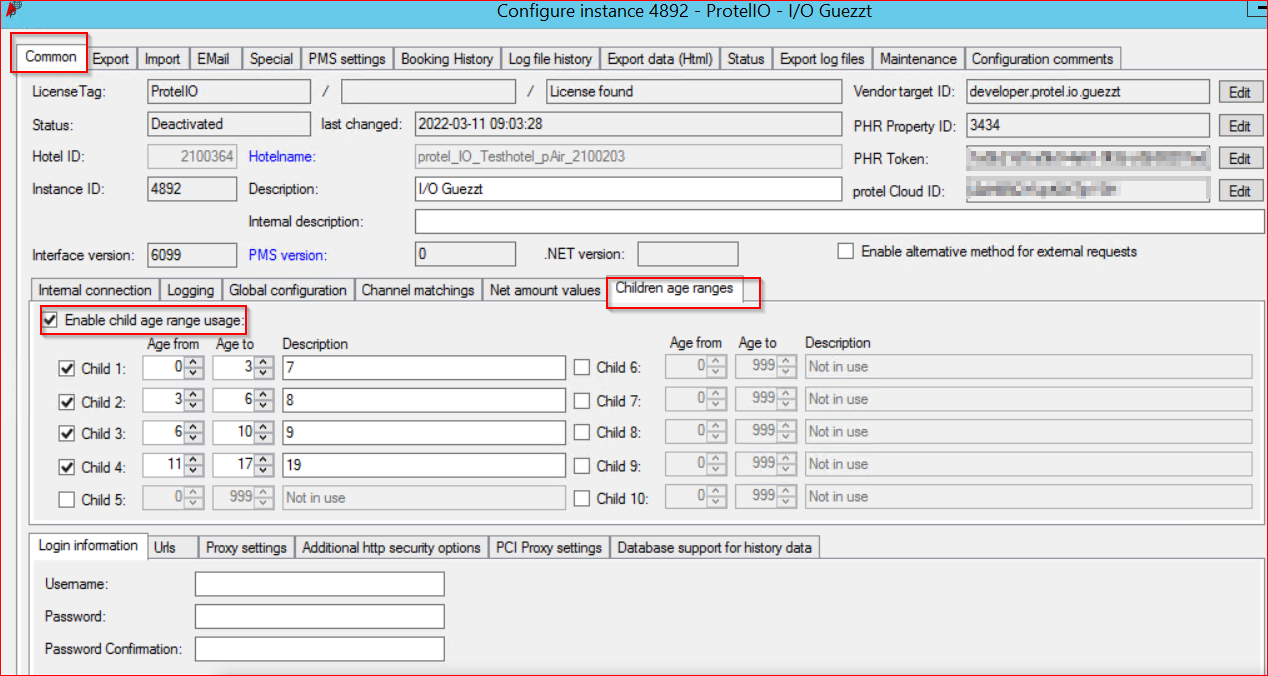 Configure instance 4892 - ProtelIO - I/O Guezzt
Common Export Import EMail Special PMS settings Booking History Log file history Export data (Html) Status Export log files Maintenance Configuration comments
LicenseTag: ProtelIO / / License found Vendor target ID: developer.protel.io.guezzt Edit
Status: Deactivated last changed: 2022-03-11 09:03:28 PHR Property ID: 3434 Edit
Hotel ID: 2100364 Hotelname: protel_IO_Testhotel_pAir_2100203 PHR Token: Edit
Instance ID: 4892 Description: I/O Guezzt protel Cloud ID: Edit
Internal description:
Interface version: 6099 PMS version: 0 .NET version: Enable alternative method for external requests
Internal connection Logging Global configuration Channel matchings Net amount values Children age ranges
Enable child age range usage:
Age from Age to Description Age from Age to Description
Child 1: 0 3 7 Child 6: 0 999 Not in use
Child 2: 3 6 8 Child 7: 0 999 Not in use
Child 3: 6 10 9 Child 8: 0 999 Not in use
Child 4: 11 17 19 Child 9: 0 999 Not in use
Child 5: 0 999 Not in use Child 10: 0 999 Not in use
Login information Urls Proxy settings Additional http security options PCI Proxy settings Database support for history data
Username:
Password:
Password Confirmation: